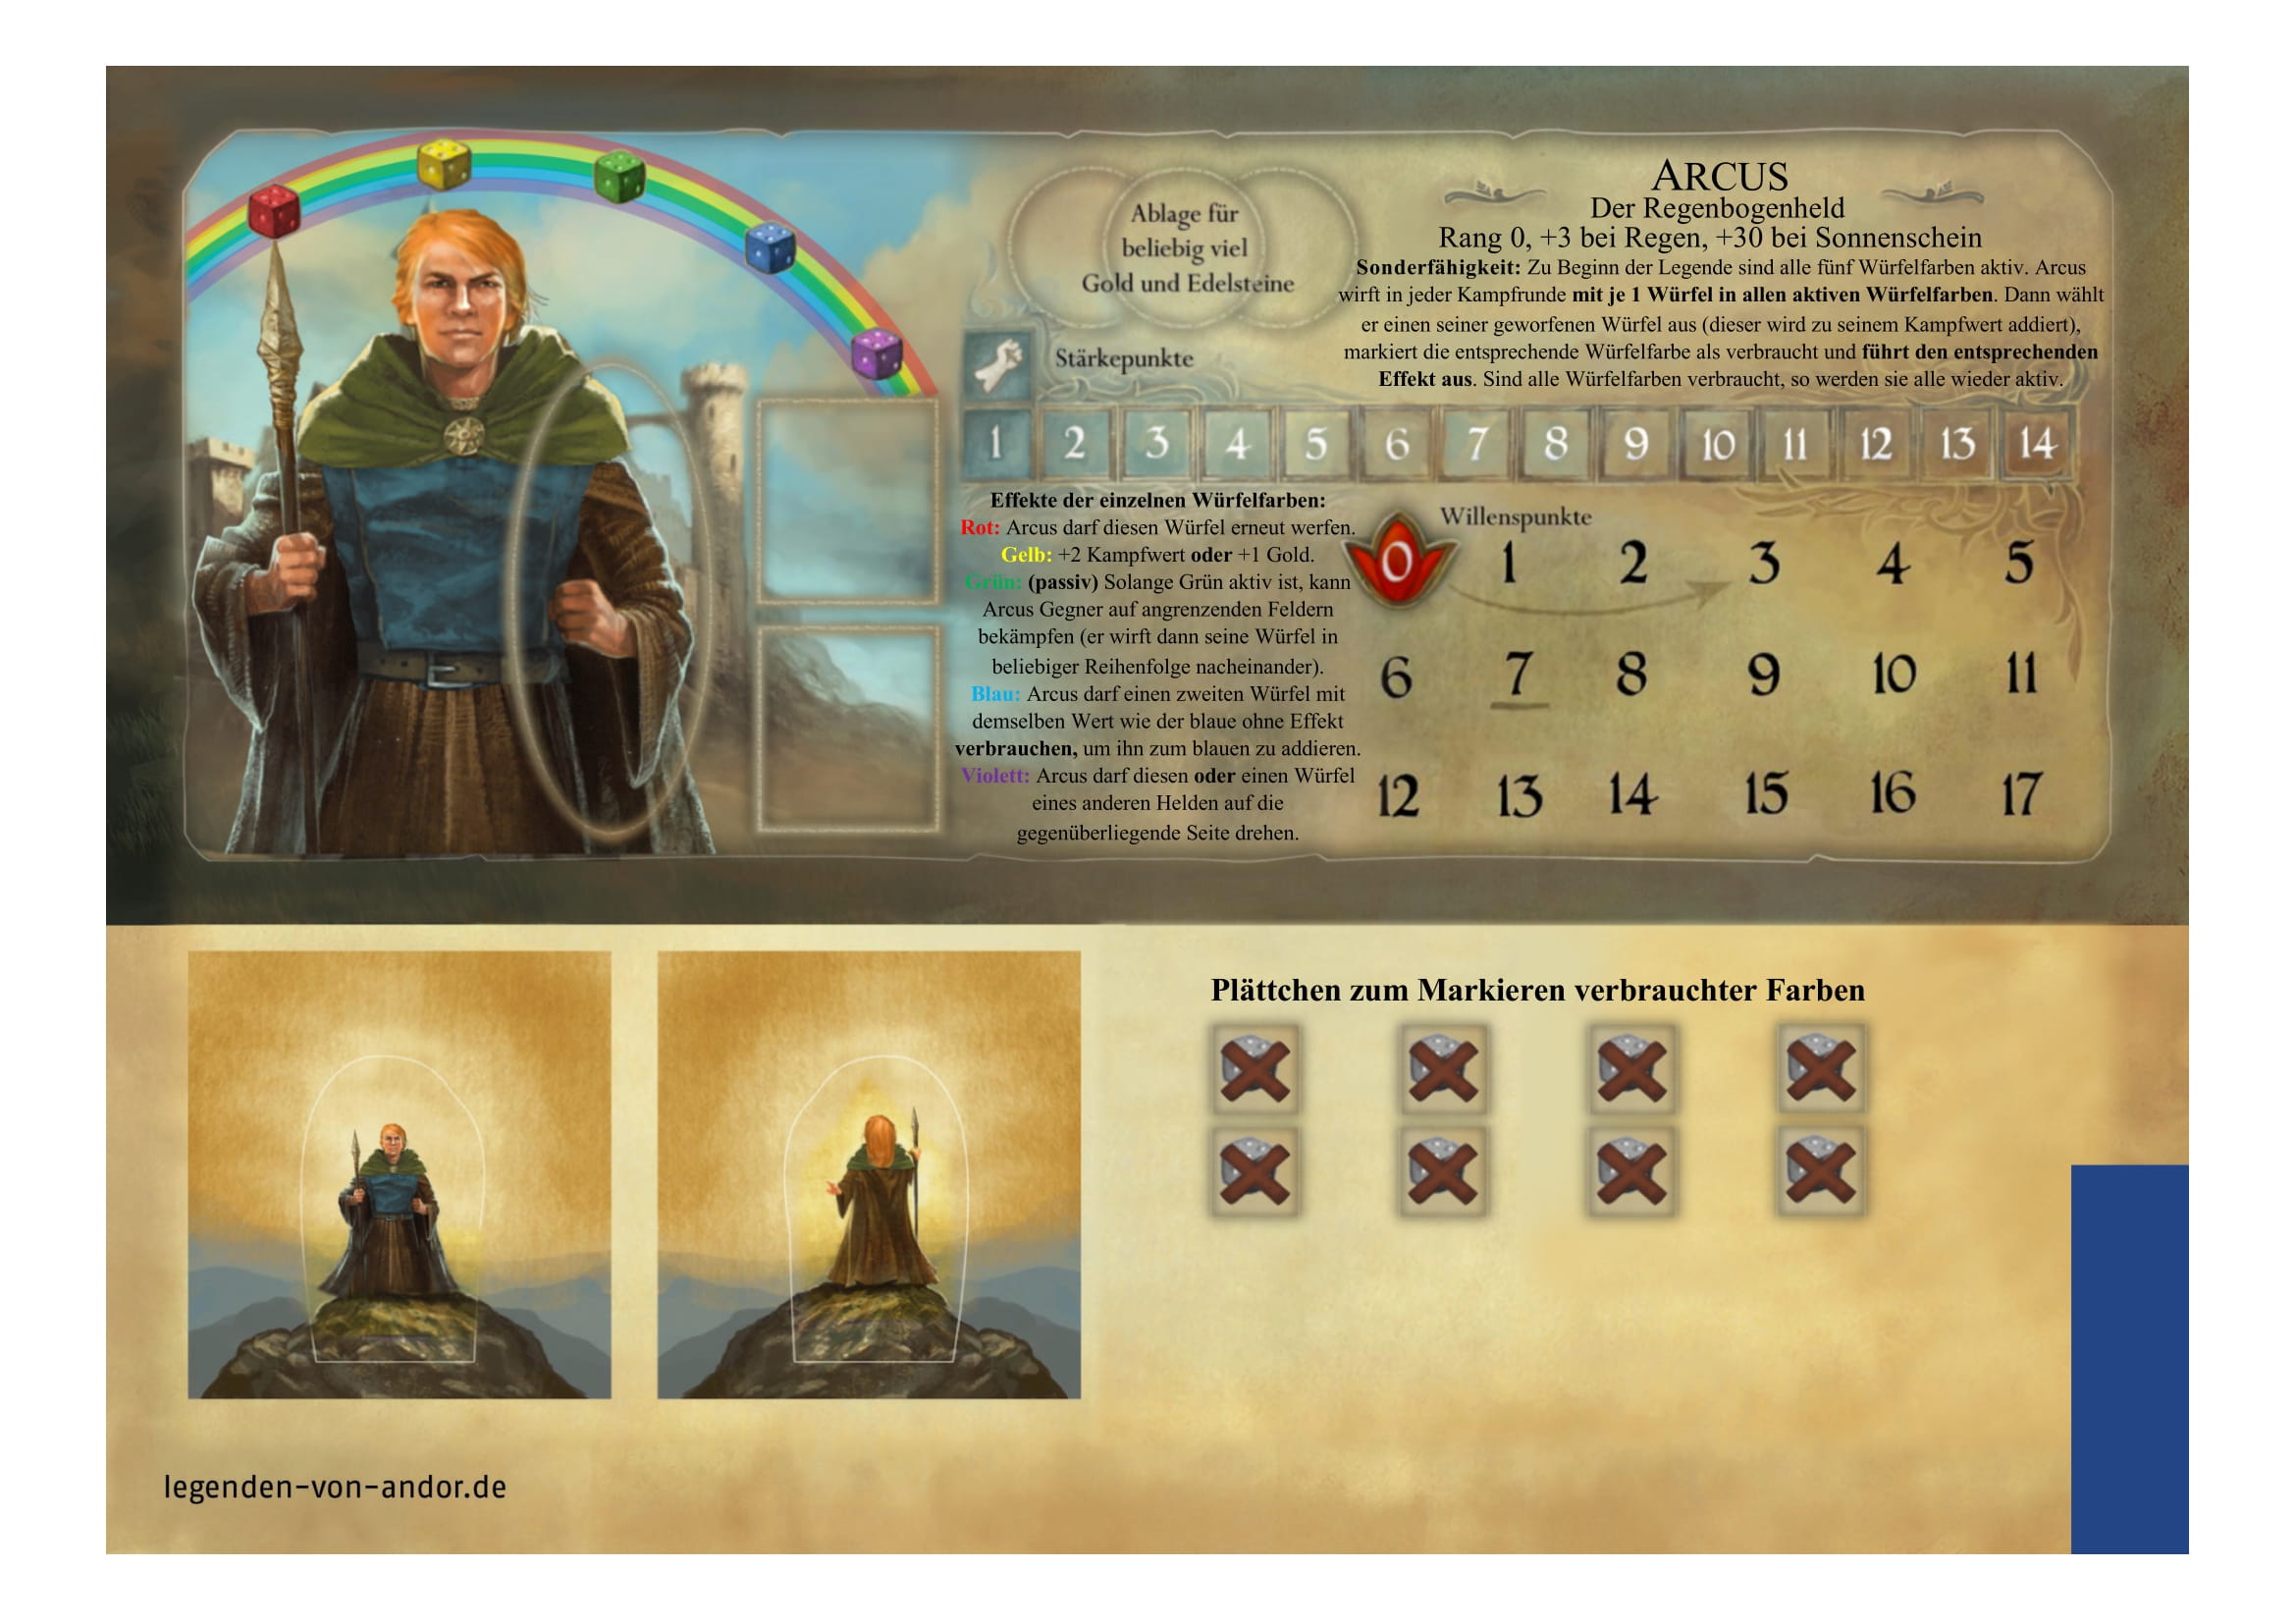 Ablage für
beliebig viel
Gold und Edelsteine
ARCUS
Der Regenbogenheld
Rang 0, +3 bei Regen, +30 bei Sonnenschein
Sonderfähigkeit: Zu Beginn der Legende sind alle fünf Würfelfarben aktiv. Arcus
wirft in jeder Kampfrunde mit je 1 Würfel in allen aktiven Würfelfarben. Dann wählt
er einen seiner geworfenen Würfel aus (dieser wird zu seinem Kampfwert addiert),
markiert die entsprechende Würfelfarbe als verbraucht und führt den entsprechenden
Effekt aus. Sind alle Würfelfarben verbraucht, so werden sie alle wieder aktiv.
Stärkepunkte
1 2 3 4 5 6 7 8 9 10 11 12 13 14
Effekte der einzelnen Würfelfarben:
Rot: Arcus darf diesen Würfel erneut werfen.
Gelb: +2 Kampfwert oder +1 Gold.
Grün: (passiv) Solange Grün aktiv ist, kann
Arcus Gegner auf angrenzenden Feldern
bekämpfen (er wirft dann seine Würfel in
beliebiger Reihenfolge nacheinander).
Blau: Arcus darf einen zweiten Würfel mit
demselben Wert wie der blaue ohne Effekt
verbrauchen, um ihn zum blauen zu addieren.
Violett: Arcus darf diesen oder einen Würfel
eines anderen Helden auf die
gegenüberliegende Seite drehen.
Willenspunkte
0 1 2 3 4 5
6 7 8 9 10 11
12 13 14 15 16 17
Plättchen zum Markieren verbrauchter Farben
legenden-von-andor.de